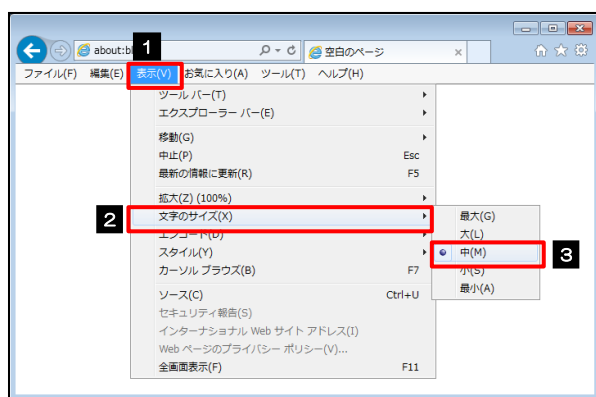 1
about:bl
空白のページ
ファイル(F) 編集(E) 表示(V) お気に入り(A) ツール(T) ヘルプ(H)
ツール バー(T)
エクスプローラー バー(E)
移動(G)
中止(P) Esc
最新の情報に更新(R) F5
拡大(Z) (100%)
2 文字のサイズ(X)
エンコード(D)
スタイル(Y)
カーソル ブラウズ(B) F7
ソース(C) Ctrl+U
セキュリティ報告(S)
インターナショナル Web サイト アドレス(I)
Web ページのプライバシー ポリシー(V)...
全画面表示(F) F11
最大(G)
大(L)
中(M) 3
小(S)
最小(A)